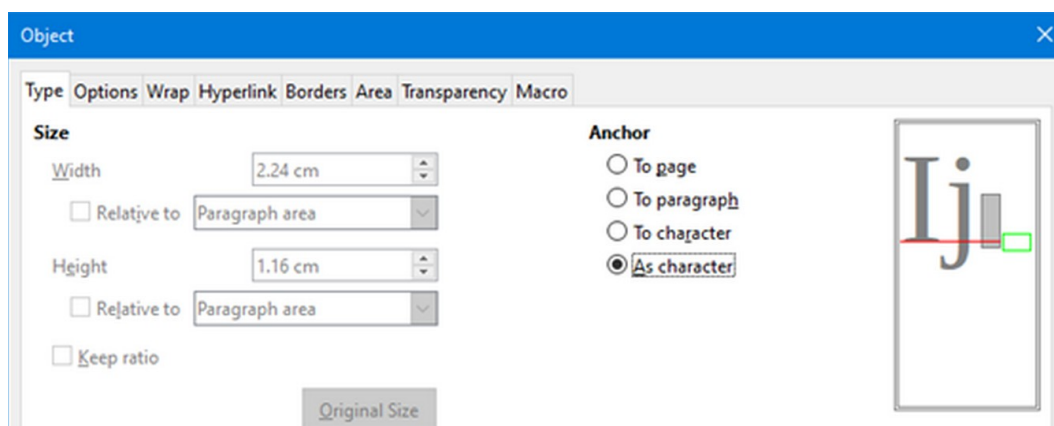 Object
Type Options Wrap Hyperlink Borders Area Transparency Macro
Size
Width 2.24 cm
Relative to Paragraph area
Height 1.16 cm
Relative to Paragraph area
Keep ratio
Original Size
Anchor
To page
To paragraph
To character
As character
Ij